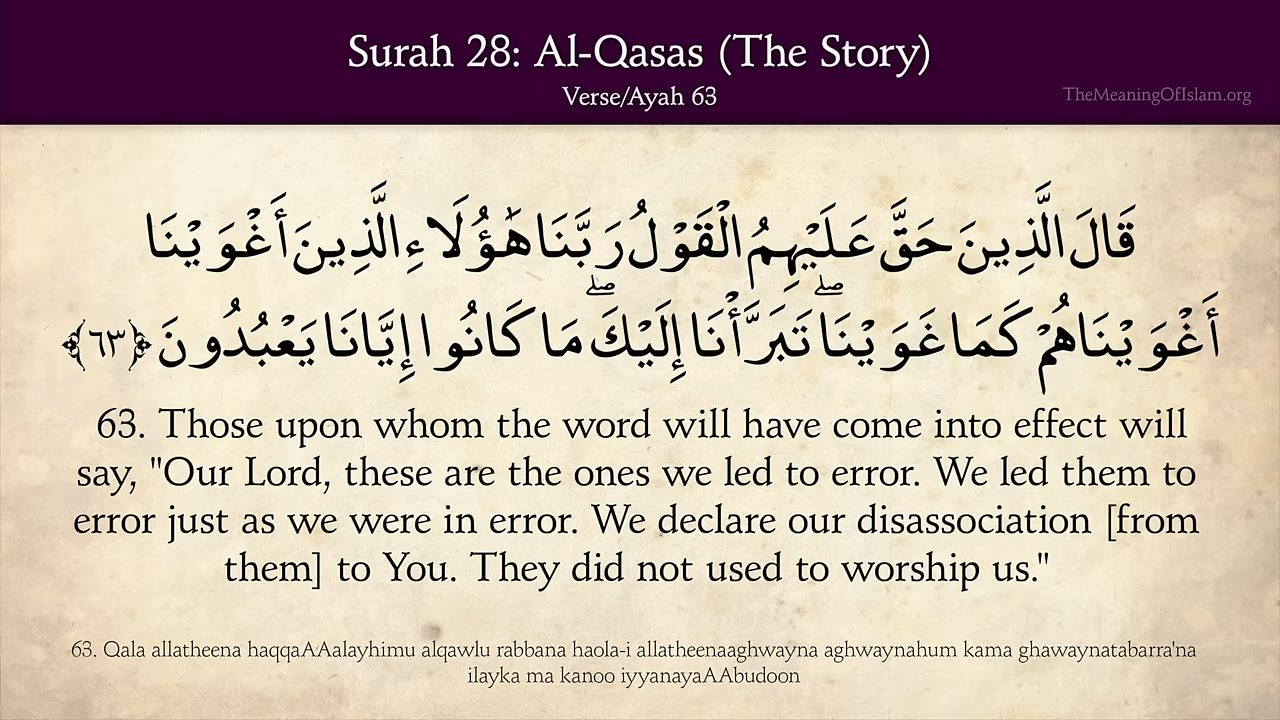 Surah 28: Al-Qasas (The Story)
Verse/Ayah 63
TheMeaningOfIslam.org
قَالَ الَّذِينَ حَقَّ عَلَيْهِمُ الْقَوْلُ رَبَّنَا هَٰؤُلَاءِ الَّذِينَ أَغْوَيْنَا
أَغْوَيْنَاهُمْ كَمَا غَوَيْنَا ۖ تَبَرَّأْنَا إِلَيْكَ ۖ مَا كَانُوا إِيَّانَا يَعْبُدُونَ ﴿٦٣﴾
63. Those upon whom the word will have come into effect will
say, "Our Lord, these are the ones we led to error. We led them to
error just as we were in error. We declare our disassociation [from
them] to You. They did not used to worship us."
63. Qala allatheena haqqaAAalayhimu alqawlu rabbana haola-i allatheenaaghwayna aghwaynahum kama ghawaynatabarra'na
ilayka ma kanoo iyyanayaAAbudoon